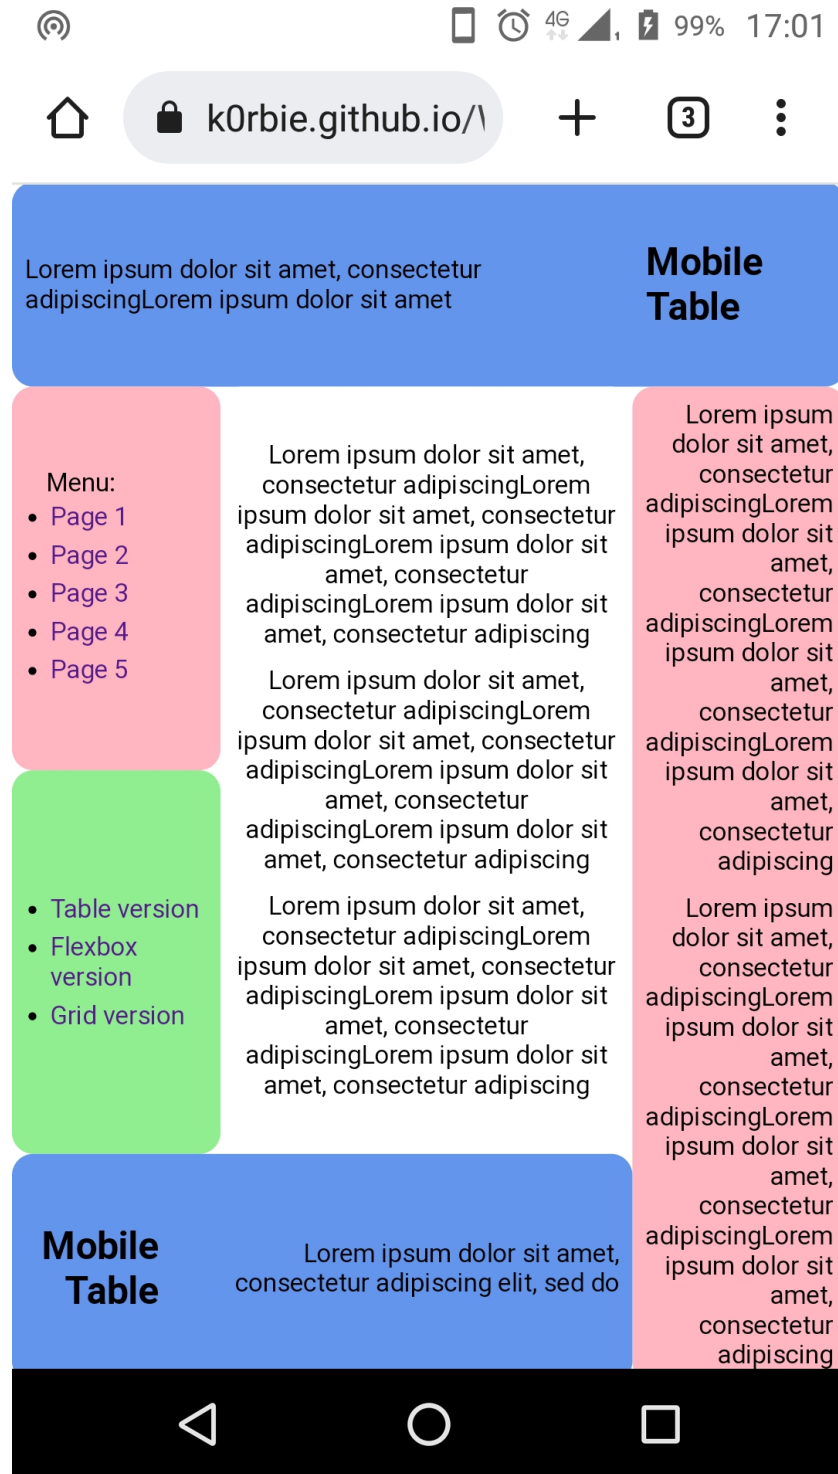 4G 1 99% 17:01
k0rbie.github.io/ 3
Lorem ipsum dolor sit amet, consectetur
adipiscingLorem ipsum dolor sit amet
Mobile
Table
Menu:
Page 1
Page 2
Page 3
Page 4
Page 5
Table version
Flexbox
version
Grid version
Lorem ipsum dolor sit amet,
consectetur adipiscingLorem
ipsum dolor sit amet, consectetur
adipiscingLorem ipsum dolor sit
amet, consectetur
adipiscingLorem ipsum dolor sit
amet, consectetur adipiscing
Lorem ipsum dolor sit amet,
consectetur adipiscingLorem
ipsum dolor sit amet, consectetur
adipiscingLorem ipsum dolor sit
amet, consectetur
adipiscingLorem ipsum dolor sit
amet, consectetur adipiscing
Lorem ipsum dolor sit amet,
consectetur adipiscingLorem
ipsum dolor sit amet, consectetur
adipiscingLorem ipsum dolor sit
amet, consectetur
adipiscingLorem ipsum dolor sit
amet, consectetur adipiscing
Lorem ipsum
dolor sit amet,
consectetur
adipiscingLorem
ipsum dolor sit
amet,
consectetur
adipiscingLorem
ipsum dolor sit
amet,
consectetur
adipiscingLorem
ipsum dolor sit
amet,
consectetur
adipiscing
Lorem ipsum
dolor sit amet,
consectetur
adipiscingLorem
ipsum dolor sit
amet,
consectetur
adipiscingLorem
ipsum dolor sit
amet,
consectetur
adipiscingLorem
ipsum dolor sit
amet,
consectetur
adipiscing
Mobile
Table
Lorem ipsum dolor sit amet,
consectetur adipiscing elit, sed do